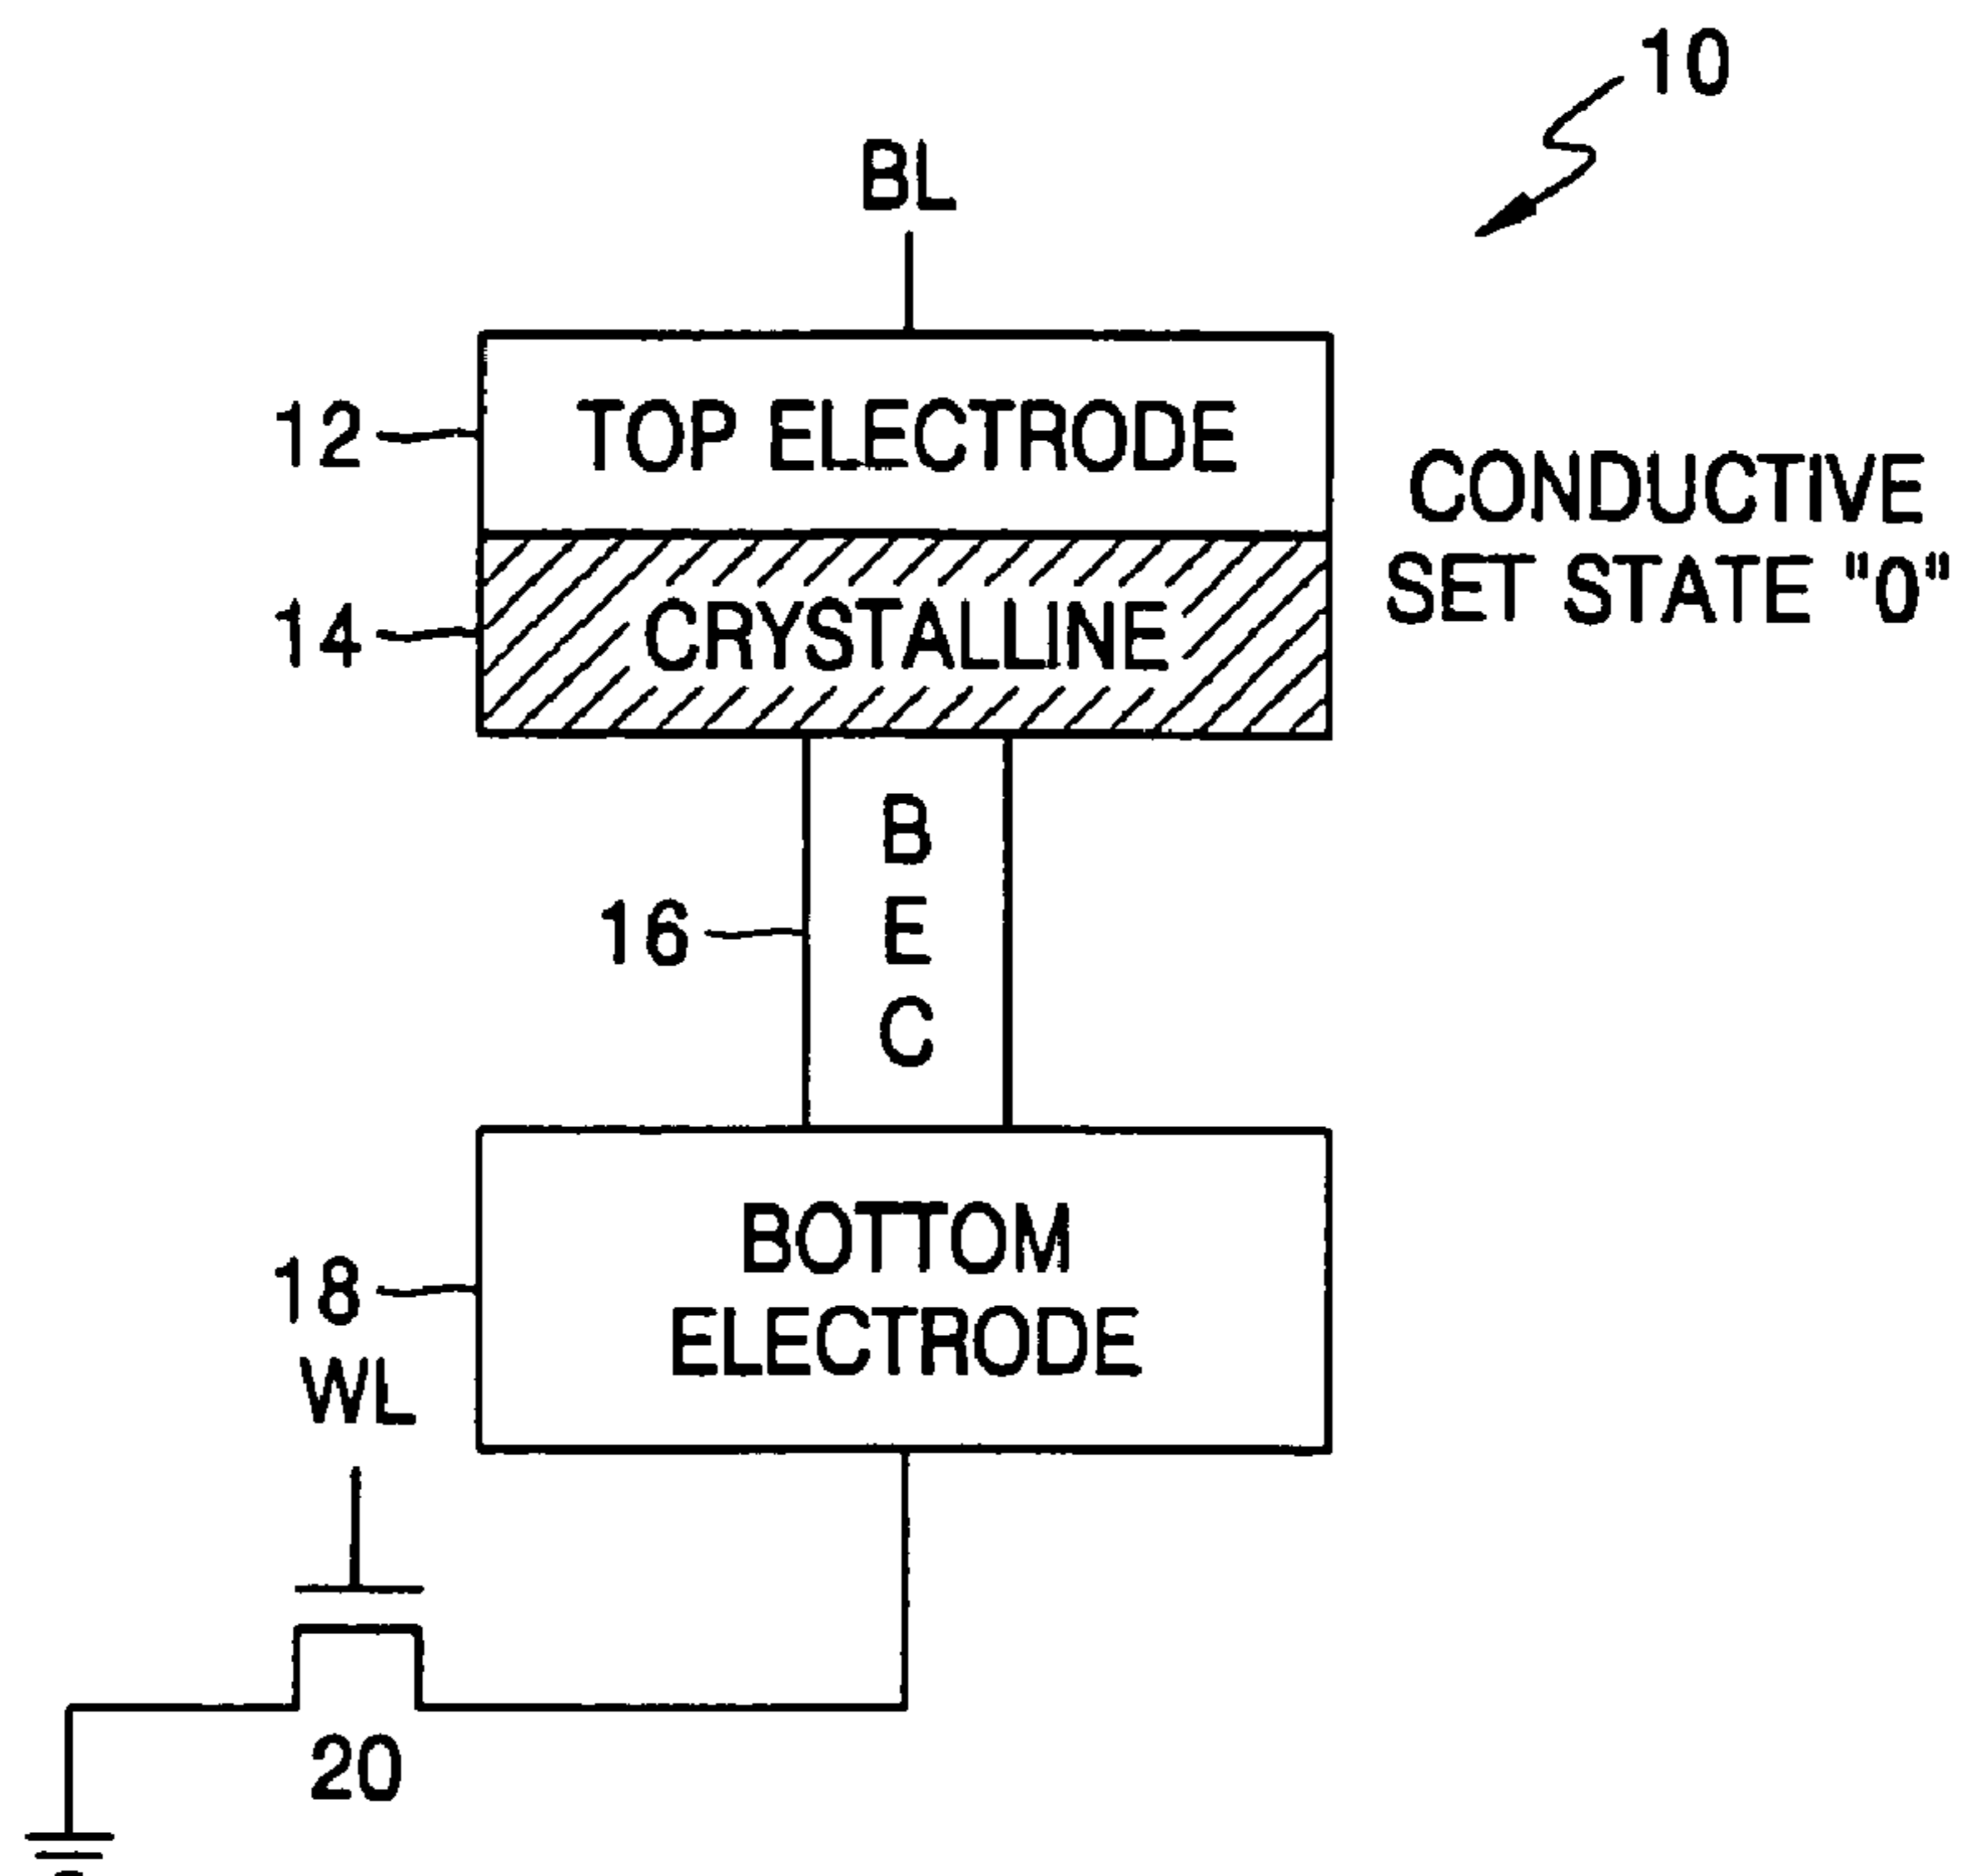 10
BL
12
TOP ELECTRODE
CONDUCTIVE
SET STATE "0"
14
CRYSTALLINE
B
E
C
16
BOTTOM
ELECTRODE
18
WL
20